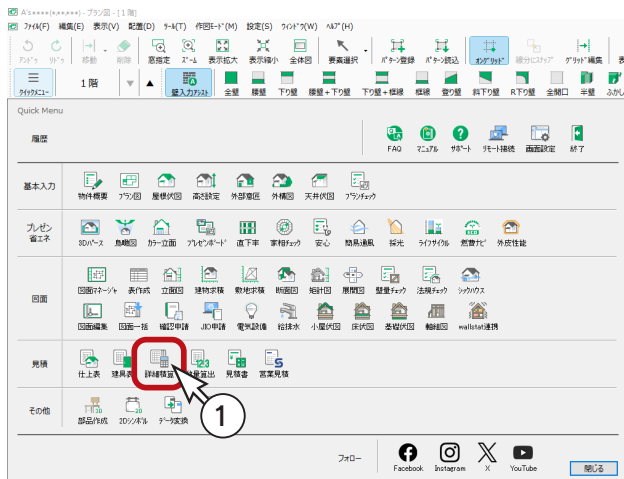 A's∗∗∗∗(∗,∗∗∗,∗∗) - プラン図 - [1 階]
ファイル(F) 編集(E) 表示(V) 配置(D) ツール(T) 作図モード(M) 設定(S) ウィンドウ(W) ヘルプ(H)
アンドゥ リドゥ 移動 削除 窓指定 ズーム 表示拡大 表示縮小 全体図 要素選択 パターン登録 パターン読込 オングリッド 線分にスナップ グリッド編集
クイックメニュー 1 階 壁入力アシスト 全壁 腰壁 下り壁 腰壁+下り壁 下り壁+框線 框線 登り壁 斜下り壁 R下り壁 全開口 半壁 ふかし
Quick Menu
履歴 FAQ マニュアル サポート リモート接続 画面設定 終了
基本入力 物件概要 プラン図 屋根伏図 高さ設定 外部意匠 外構図 天井伏図 プランチェック
プレゼン
省エネ
3Dパース 鳥瞰図 カラー立面 プレゼンボード 直下率 家相チェック 安心 簡易通風 採光 ライフサイクル 燃費ナビ 外皮性能
図面 図面マネージャ 表作成 立面図 建物求積 敷地求積 断面図 矩計図 展開図 壁量チェック 法規チェック シックハウス
図面編集 図面一括 確認申請 JIO申請 電気設備 給排水 小屋伏図 床伏図 基礎伏図 軸組図 wallstat連携
見積 仕上表 建具表 詳細積算 数量算出 見積書 営業見積
1
その他 部品作成 2Dシンボル データ変換
フォロー Facebook Instagram X YouTube 閉じる